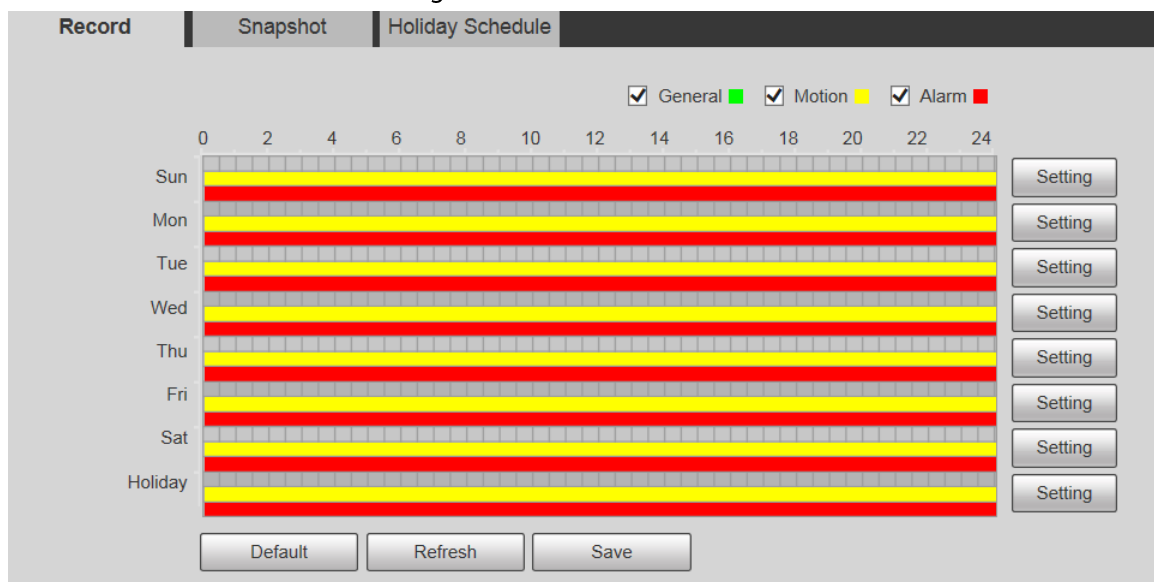 Record Snapshot Holiday Schedule
General Motion Alarm
0 2 4 6 8 10 12 14 16 18 20 22 24
Sun Setting
Mon Setting
Tue Setting
Wed Setting
Thu Setting
Fri Setting
Sat Setting
Holiday Setting
Default Refresh Save